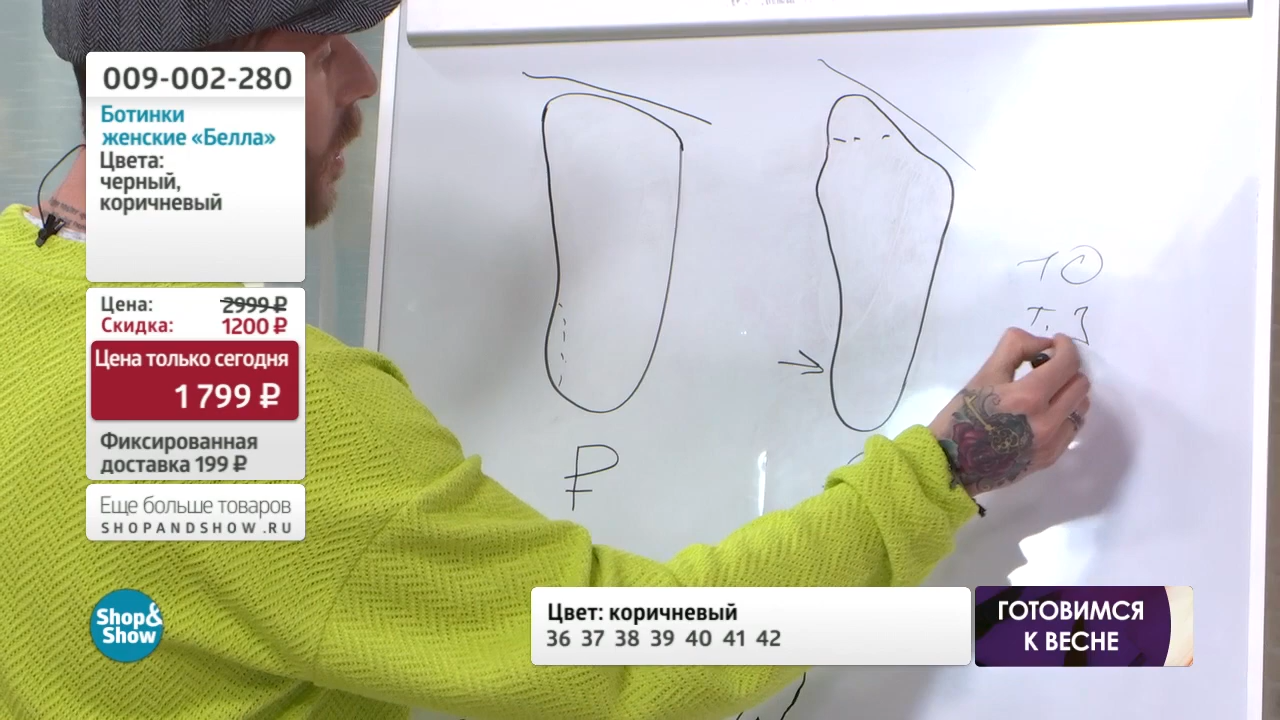 009-002-280
Ботинки
женские «Белла»
Цвета:
черный,
коричневый
Цена: 2999 ₽
Скидка: 1200 ₽
Цена только сегодня
1 799 ₽
Фиксированная
доставка 199 ₽
Еще больше товаров
SHOPANDSHOW.RU
Shop&
Show
Цвет: коричневый
36 37 38 39 40 41 42
ГОТОВИМСЯ
К ВЕСНЕ
₽
10